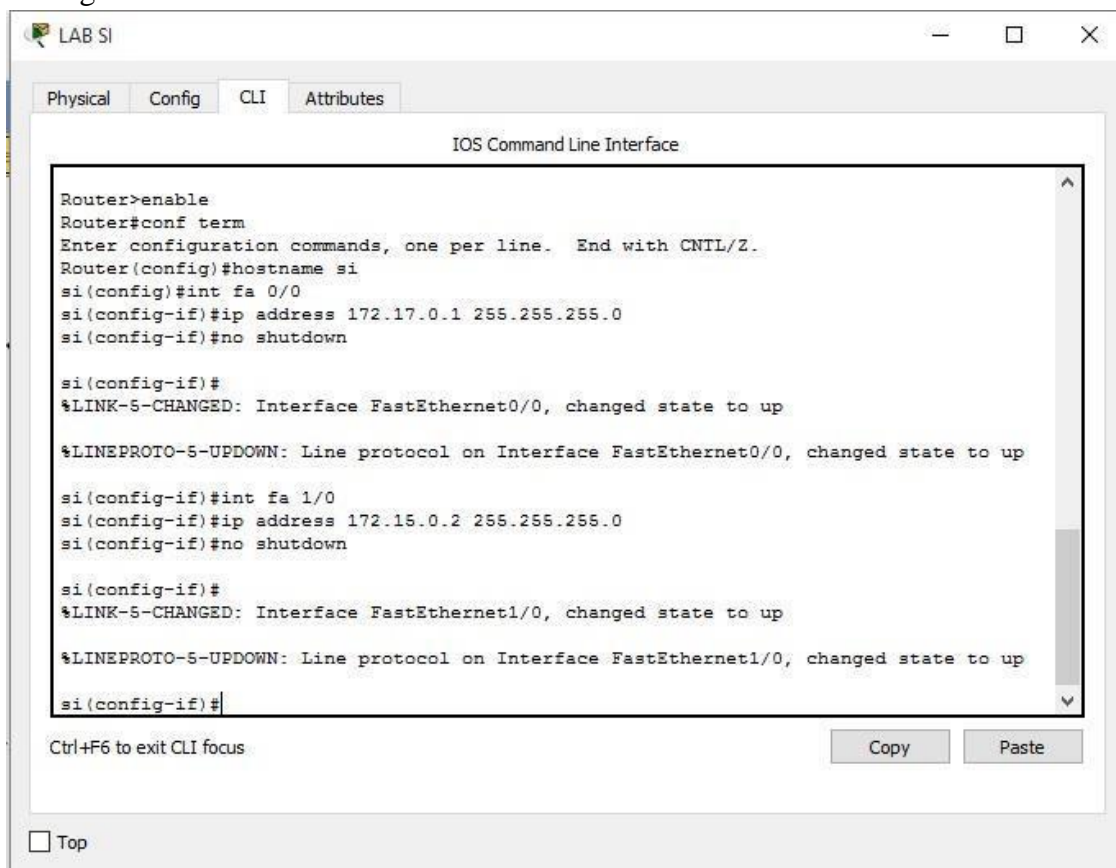 LAB SI
Physical Config CLI Attributes
IOS Command Line Interface
Router>enable
Router#conf term
Enter configuration commands, one per line.  End with CNTL/Z.
Router(config)#hostname si
si(config)#int fa 0/0
si(config-if)#ip address 172.17.0.1 255.255.255.0
si(config-if)#no shutdown
si(config-if)#
%LINK-5-CHANGED: Interface FastEthernet0/0, changed state to up
%LINEPROTO-5-UPDOWN: Line protocol on Interface FastEthernet0/0, changed state to up
si(config-if)#int fa 1/0
si(config-if)#ip address 172.15.0.2 255.255.255.0
si(config-if)#no shutdown
si(config-if)#
%LINK-5-CHANGED: Interface FastEthernet1/0, changed state to up
%LINEPROTO-5-UPDOWN: Line protocol on Interface FastEthernet1/0, changed state to up
si(config-if)#
Ctrl+F6 to exit CLI focus
Copy Paste
Top